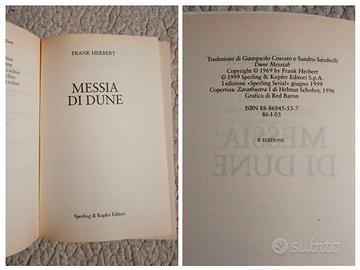 FRANK HERBERT
MESSIA
DI DUNE
Sperling & Kupfer Editori
Traduzione di Giampaolo Cossato e Sandro Sandrelli
Dune Messiah
Copyright © 1969 by Frank Herbert
© 1999 Sperling & Kupfer Editori S.p.A.
I edizione «Sperling Serial» giugno 1999
Copertina: Zarathustra I di Helmut Schober, 1996
Grafica di Red Baron
ISBN 88-86845-53-7
86-I-03
II EDIZIONE
subito